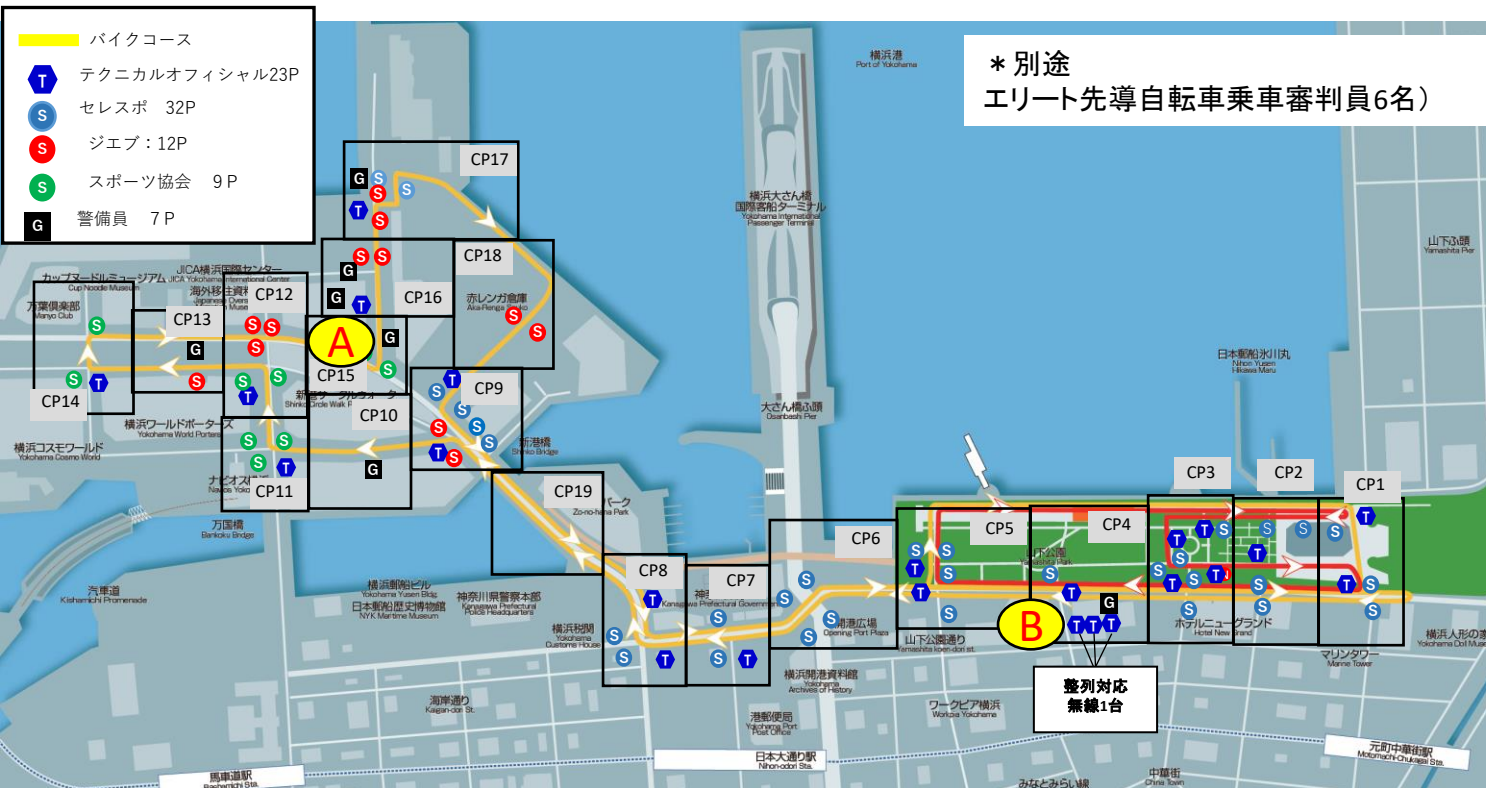 バイクコース
T
テクニカルオフィシャル23P
S
セレスポ 32P
S
ジエブ：12P
S
スポーツ協会 9P
G
警備員 7P
＊別途
エリート先導自転車乗車審判員6名）
横浜港
Port of Yokohama
CP17
CP18
CP16
CP12
CP13
CP14
CP15
CP10
CP9
CP11
CP19
CP8
CP7
CP6
CP5
CP4
CP3
CP2
CP1
A
B
カップヌードルミュージアム
Cup Noodle Museum
JICA横浜国際センター
JICA Yokohama International Center
万葉倶楽部
Manyo Club
赤レンガ倉庫
横浜ワールドポーターズ
Yokohama World Porters
横浜コスモワールド
Yokohama Cosmo World
万国橋
Bankoku Bridge
汽車道
Kishamichi Promenade
新港橋
Shinko Bridge
Zo-no-hana Park
横浜郵船ビル
Yokohama Yusen Bldg.
日本郵船歴史博物館
NYK Maritime Museum
神奈川県警察本部
Kanagawa Prefectural
Police Headquarters
横浜税関
Yokohama
Customs House
Kanagawa Prefectural Government
開港広場
Opening Port Plaza
横浜開港資料館
Yokohama
Archives of History
海岸通り
Kaigan-dori St.
港郵便局
Yokohama Port
Post Office
横浜大さん橋
国際客船ターミナル
Yokohama International
Passenger Terminal
大さん橋ふ頭
Osanbashi Pier
山下ふ頭
Yamashita Pier
日本郵船氷川丸
Nihon Yusen
Hikawa Maru
山下公園
Yamashita Park
山下公園通り
Yamashita koen-dori st.
ホテルニューグランド
Hotel New Grand
マリンタワー
Marine Tower
横浜人形の家
ワークピア横浜
Workpia Yokohama
整列対応
無線1台
馬車道駅
Bashamichi Sta.
日本大通り駅
Nihon-odori Sta.
元町中華街駅
Motomachi-Chukagai Sta.
中華街
China Town
みなとみらい線